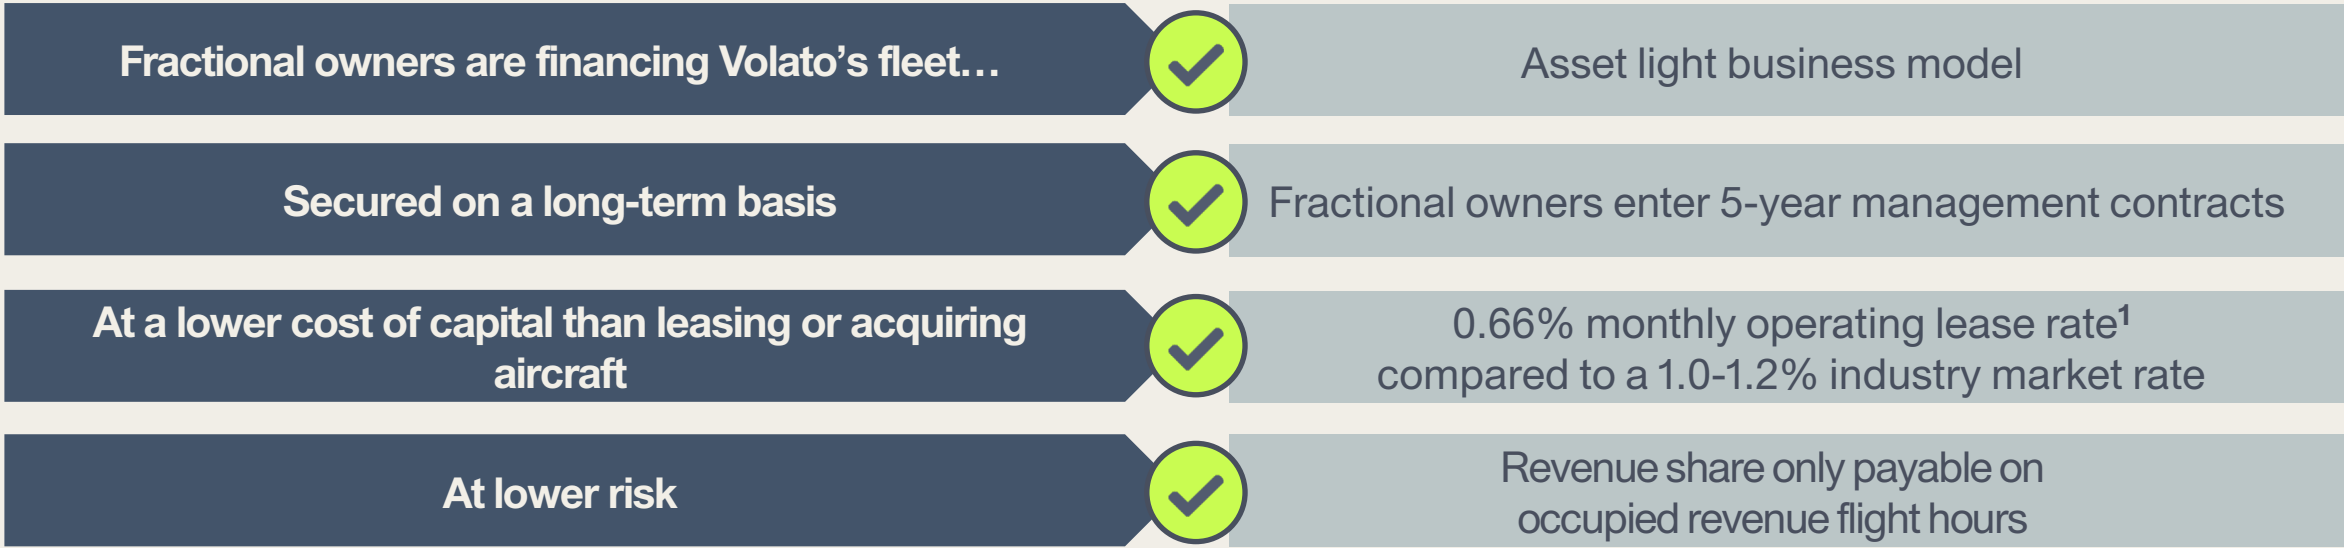 Fractional owners are financing Volato’s fleet…
Asset light business model
Secured on a long-term basis
Fractional owners enter 5-year management contracts
At a lower cost of capital than leasing or acquiring
aircraft
0.66% monthly operating lease rate¹
compared to a 1.0-1.2% industry market rate
At lower risk
Revenue share only payable on
occupied revenue flight hours